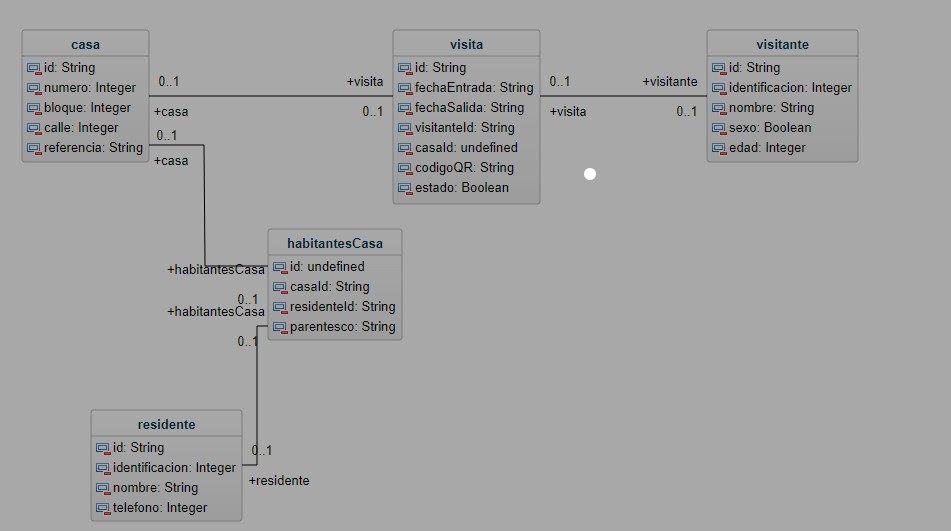 casa
id: String
numero: Integer
bloque: Integer
calle: Integer
referencia: String
0..1
+visita
+casa
0..1
0..1
+casa
visita
id: String
fechaEntrada: String
fechaSalida: String
visitanteId: String
casaId: undefined
codigoQR: String
estado: Boolean
0..1
+visitante
+visita
0..1
visitante
id: String
identificacion: Integer
nombre: String
sexo: Boolean
edad: Integer
habitantesCasa
id: undefined
casaId: String
residenteId: String
parentesco: String
+habitantesCasa
0..1
+habitantesCasa
0..1
residente
id: String
identificacion: Integer
nombre: String
telefono: Integer
0..1
+residente